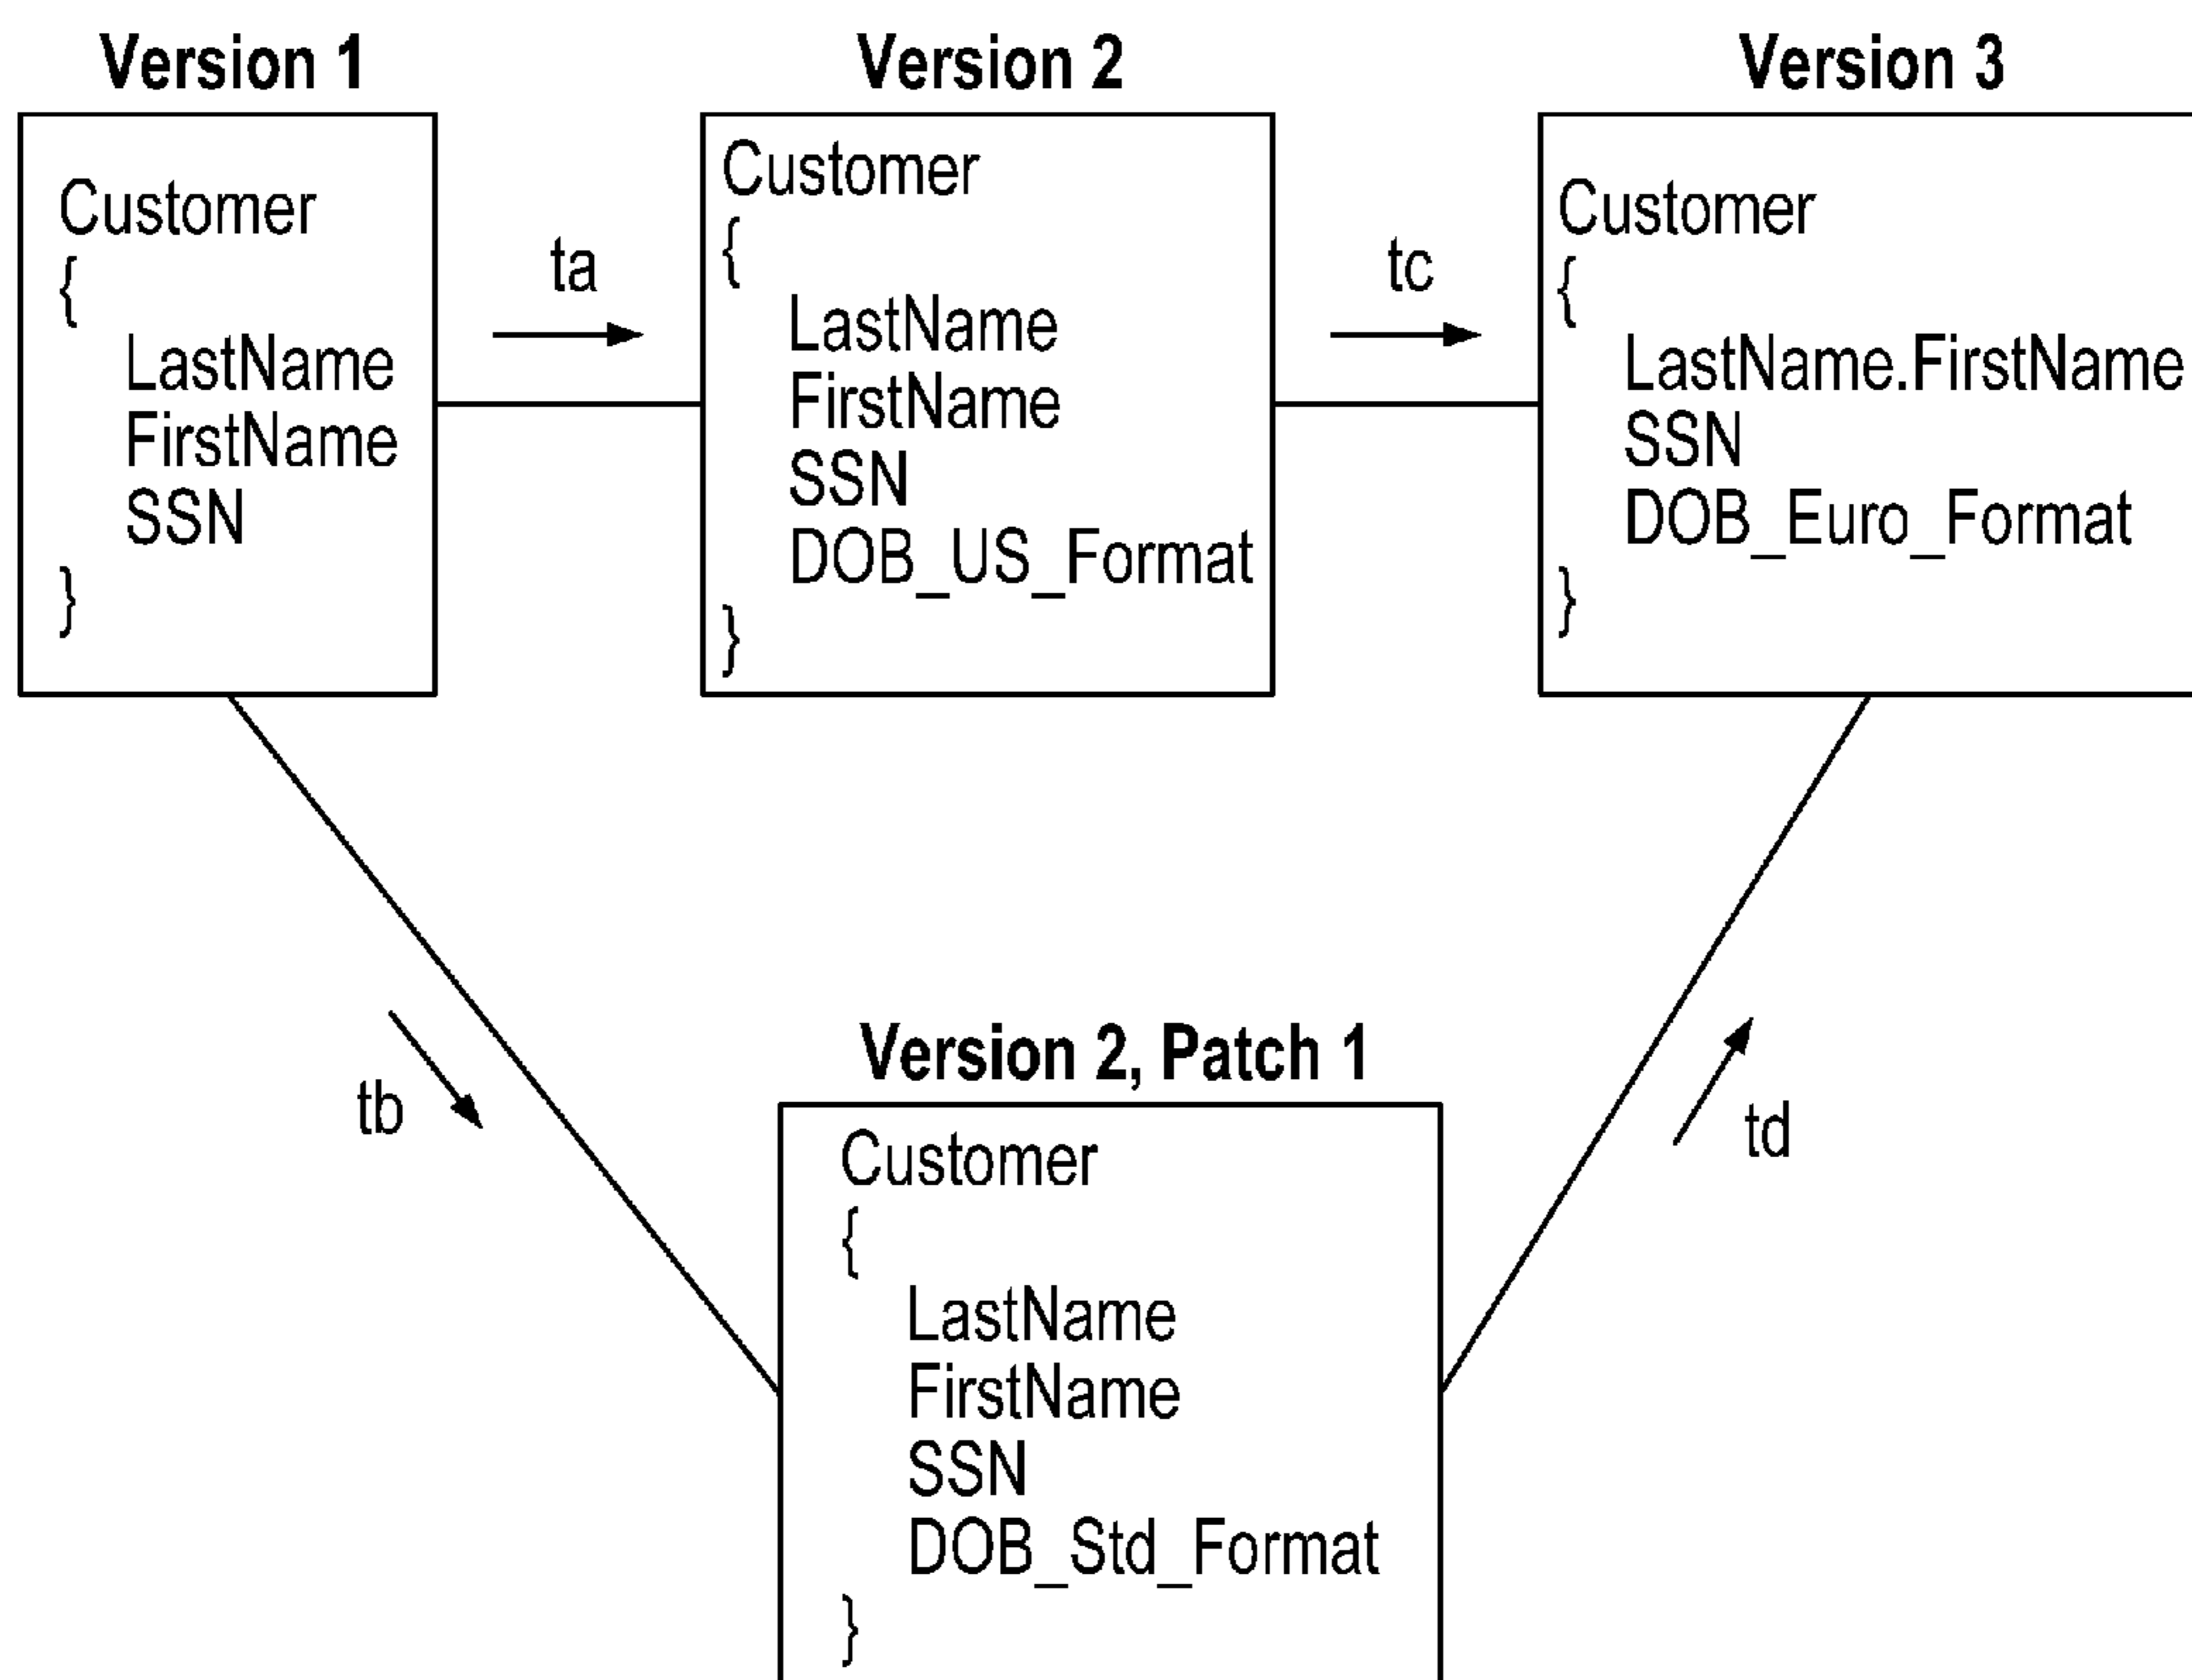 Version 1
Customer
{
LastName
FirstName
SSN
}
ta
Version 2
Customer
{
LastName
FirstName
SSN
DOB_US_Format
}
tc
Version 3
Customer
{
LastName.FirstName
SSN
DOB_Euro_Format
}
tb
Version 2, Patch 1
Customer
{
LastName
FirstName
SSN
DOB_Std_Format
}
td